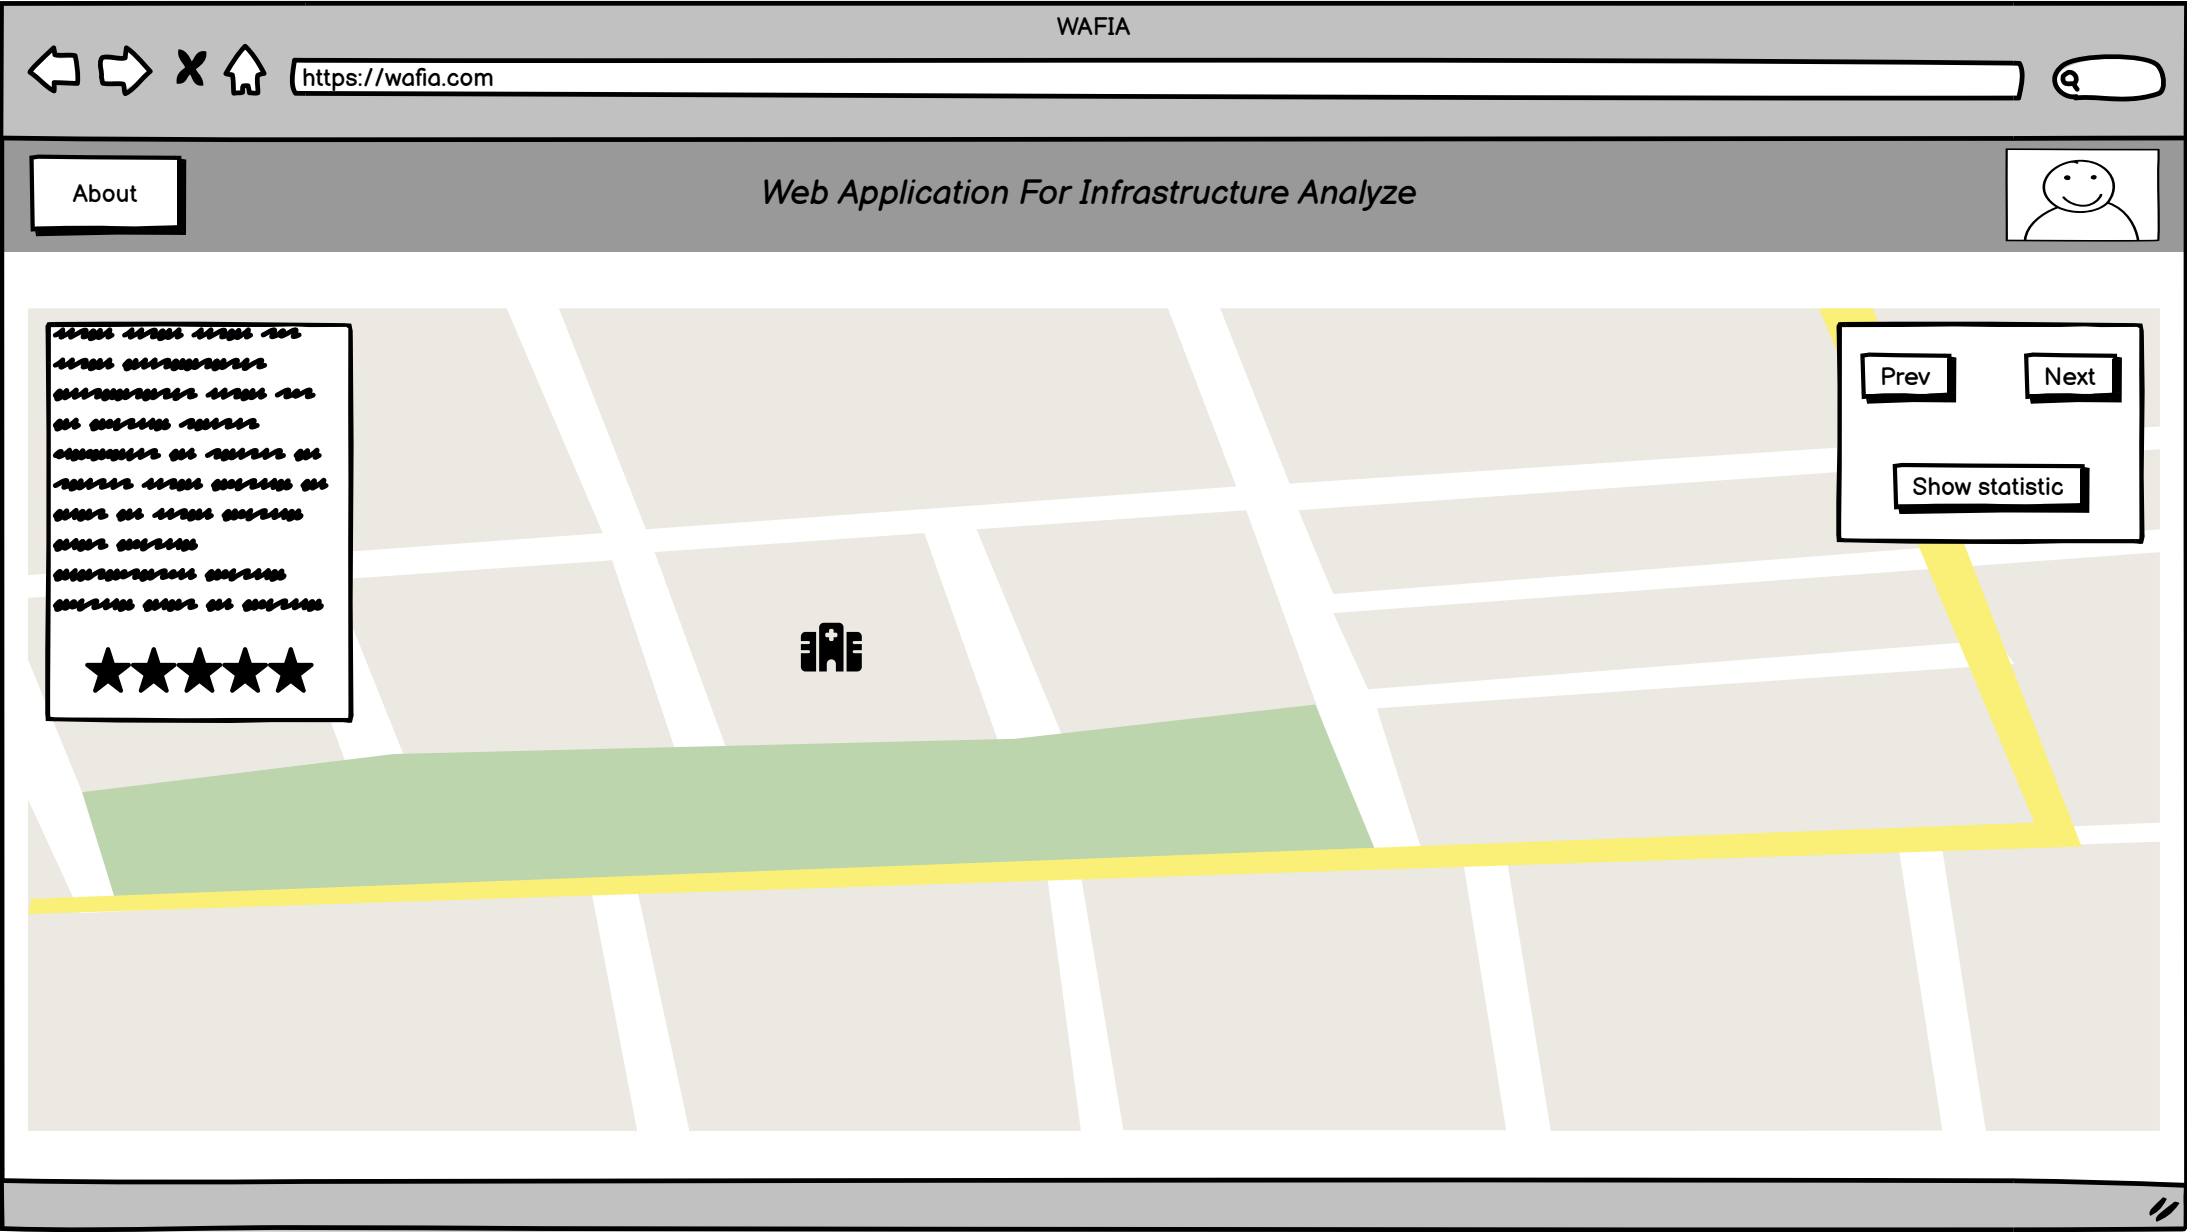 WAFIA
https://wafia.com
About
Web Application For Infrastructure Analyze
Prev
Next
Show statistic